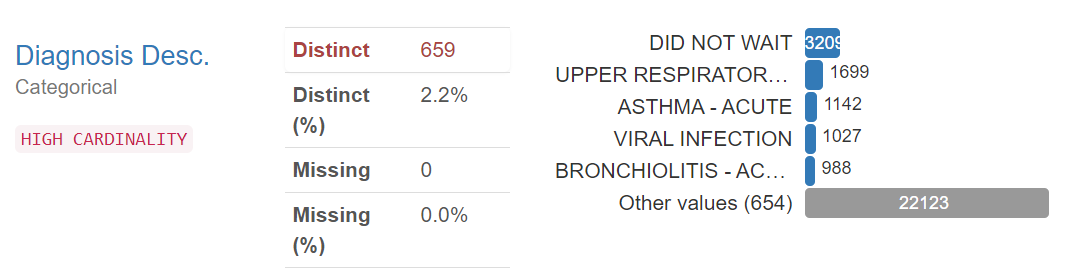 Diagnosis Desc.
Categorical
HIGH CARDINALITY
Distinct 659
Distinct (%) 2.2%
Missing 0
Missing (%) 0.0%
DID NOT WAIT 3209
UPPER RESPIRATOR... 1699
ASTHMA - ACUTE 1142
VIRAL INFECTION 1027
BRONCHIOLITIS - AC... 988
Other values (654) 22123